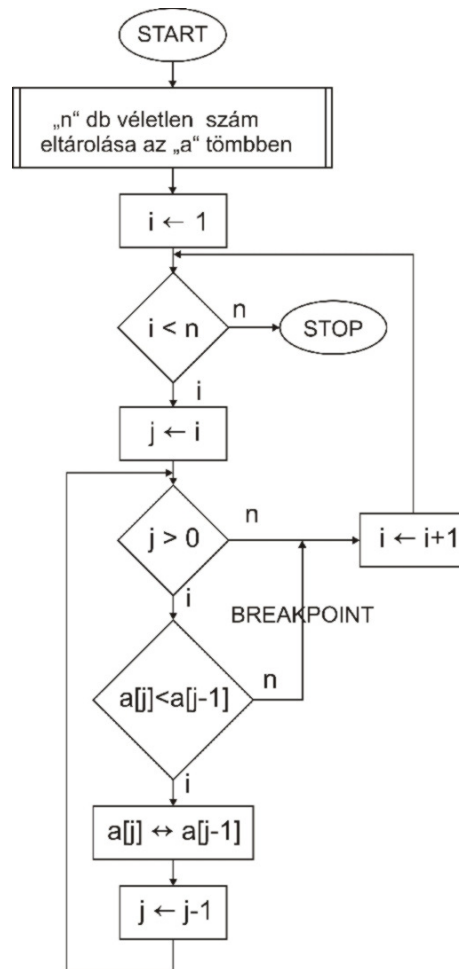 START
„n“ db véletlen szám
eltárolása az „a“ tömbben
i ← 1
i < n
n
STOP
i
j ← i
j > 0
n
i ← i+1
i
BREAKPOINT
a[j]<a[j-1]
n
i
a[j] ↔ a[j-1]
j ← j-1